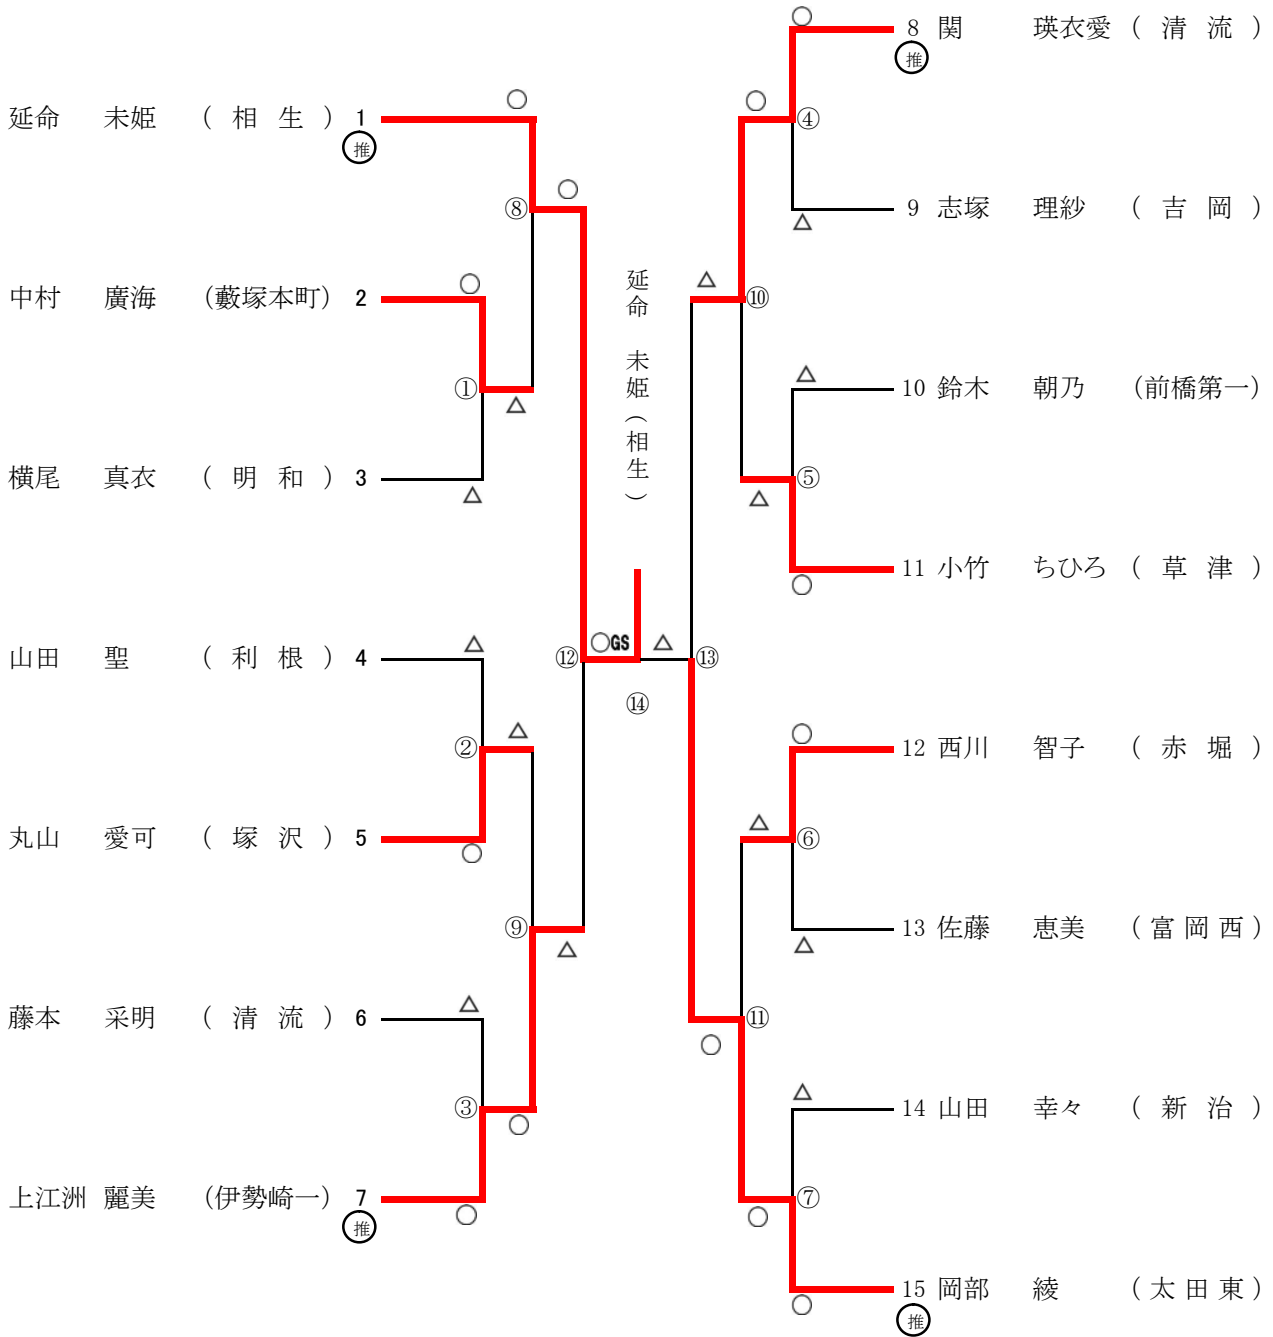 延命 未姫 (相生) 1
推
中村 廣海 (藪塚本町) 2
横尾 真衣 (明和) 3
山田 聖 (利根) 4
丸山 愛可 (塚沢) 5
藤本 采明 (清流) 6
上江洲 麗美 (伊勢崎一) 7
推
○
○
⑧
○
①
△
△
△
②
△
○
⑨
△
△
③
○
○
延命 未姫(相生)
⑫
○GS
△
⑬
⑭
○
○
④
△
△
⑩
△
⑤
△
○
○
△
⑥
△
⑪
○
△
⑦
○
○
8 関 瑛衣愛 (清流)
推
9 志塚 理紗 (吉岡)
10 鈴木 朝乃 (前橋第一)
11 小竹 ちひろ (草津)
12 西川 智子 (赤堀)
13 佐藤 恵美 (富岡西)
14 山田 幸々 (新治)
15 岡部 綾 (太田東)
推